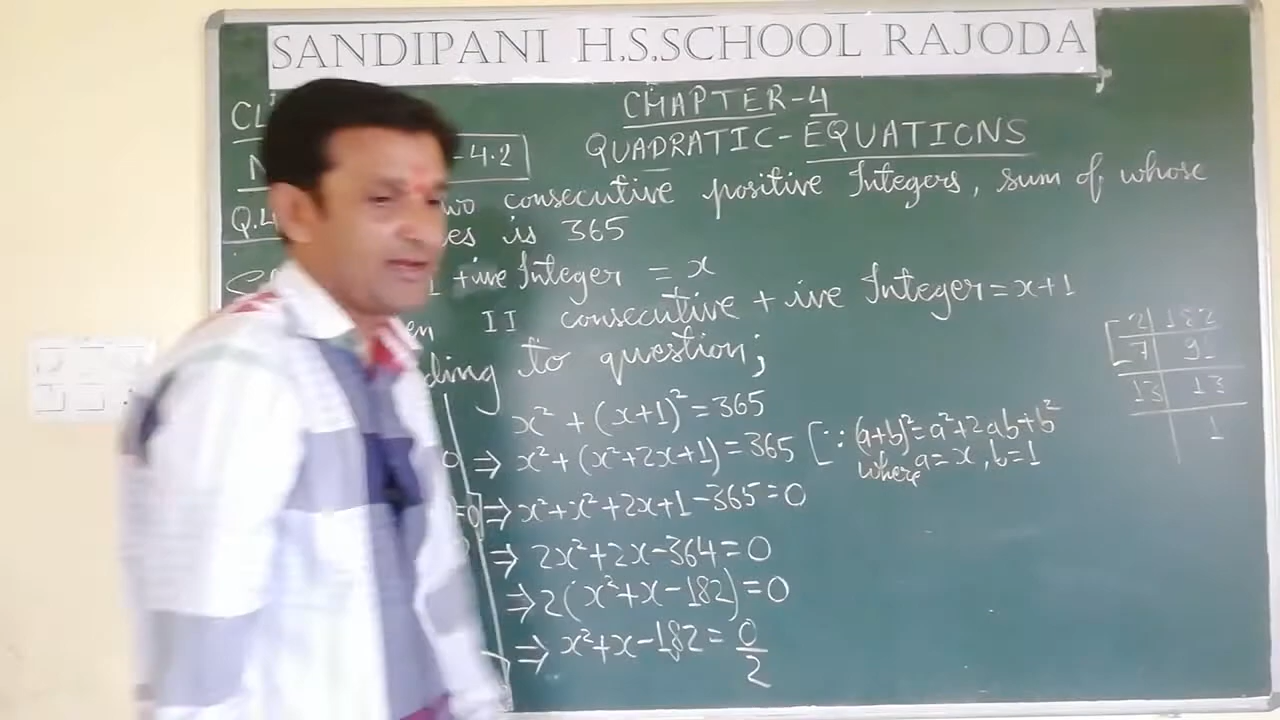 SANDIPANI H.S.SCHOOL RAJODA
CHAPTER-4
QUADRATIC-EQUATIONS
-4.2
Q.4
consecutive positive Integers, sum of whose
is 365
+ive Integer = x
II consecutive + ive Integer = x+1
to question;
x² + (x+1)² = 365
⇒ x² + (x²+2x+1) = 365 [∵ (a+b)² = a²+2ab+b²
where a = x, b = 1
⇒ x²+x²+2x+1-365=0
⇒ 2x²+2x-364=0
⇒ 2(x²+x-182)=0
⇒ x²+x-182 = 0/2
2 | 182
7 | 91
13 | 13
1